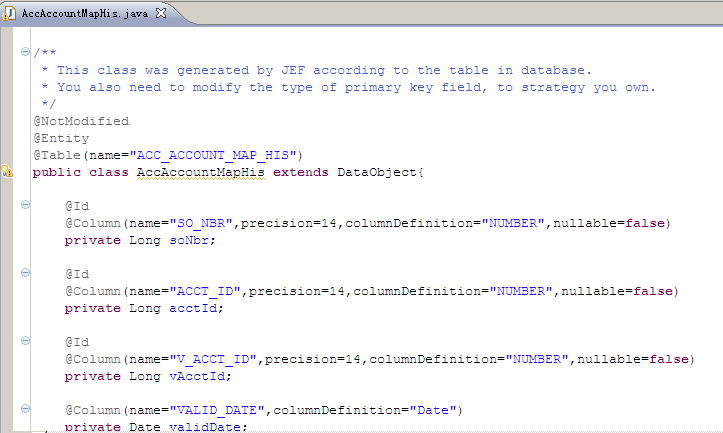 AccAccountMapHis.java
/**
 * This class was generated by JEF according to the table in database.
 * You also need to modify the type of primary key field, to strategy you own.
 */
@NotModified
@Entity
@Table(name="ACC_ACCOUNT_MAP_HIS")
public class AccAccountMapHis extends DataObject{
@Id
@Column(name="SO_NBR",precision=14,columnDefinition="NUMBER",nullable=false)
private Long soNbr;
@Id
@Column(name="ACCT_ID",precision=14,columnDefinition="NUMBER",nullable=false)
private Long acctId;
@Id
@Column(name="V_ACCT_ID",precision=14,columnDefinition="NUMBER",nullable=false)
private Long vAcctId;
@Column(name="VALID_DATE",columnDefinition="Date")
private Date validDate;